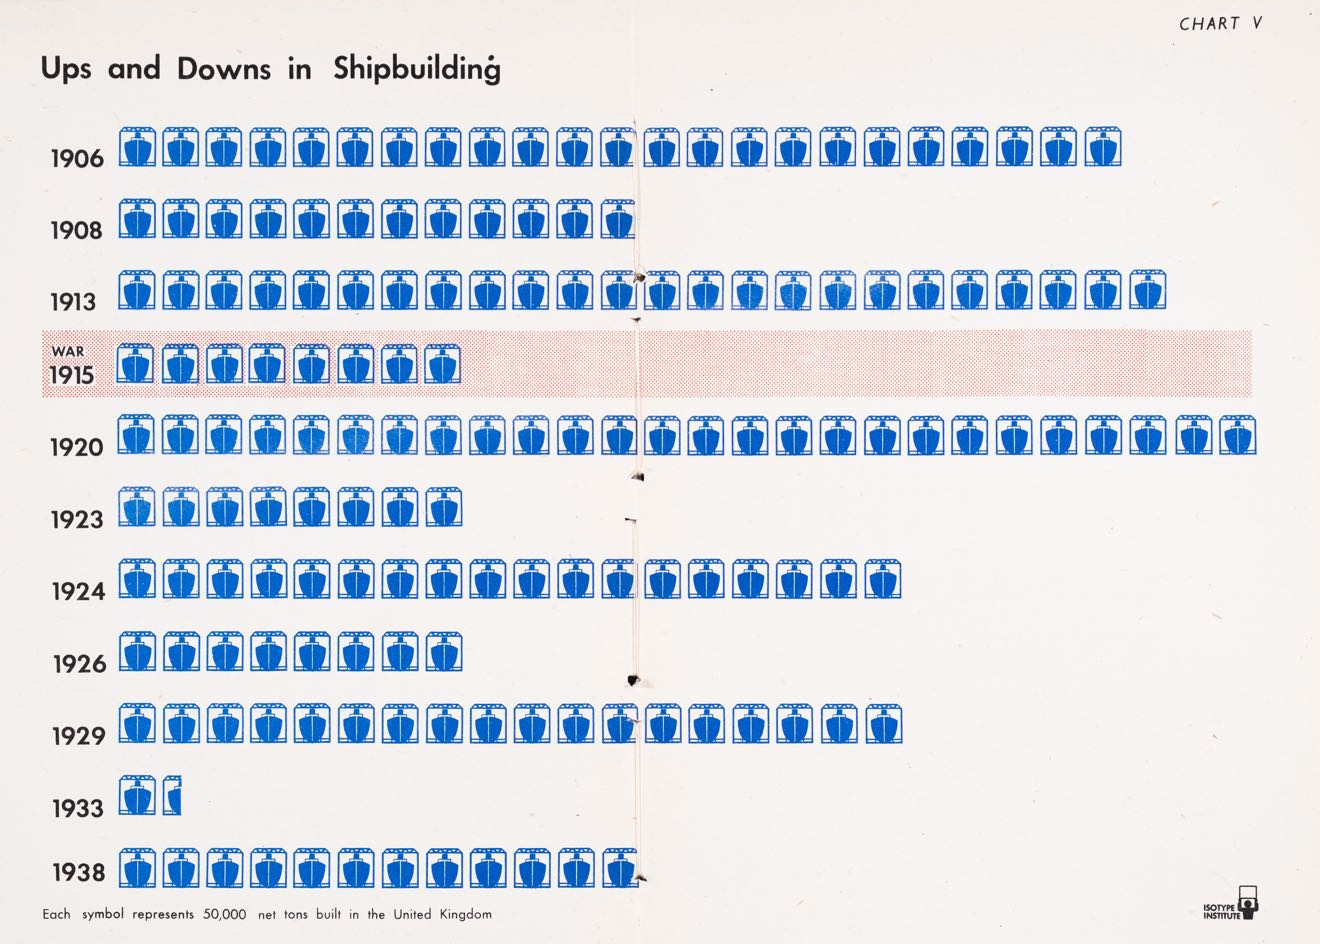 CHART V
Ups and Downs in Shipbuilding
1906
1908
1913
WAR
1915
1920
1923
1924
1926
1929
1933
1938
Each symbol represents 50,000 net tons built in the United Kingdom
ISOTYPE
INSTITUTE